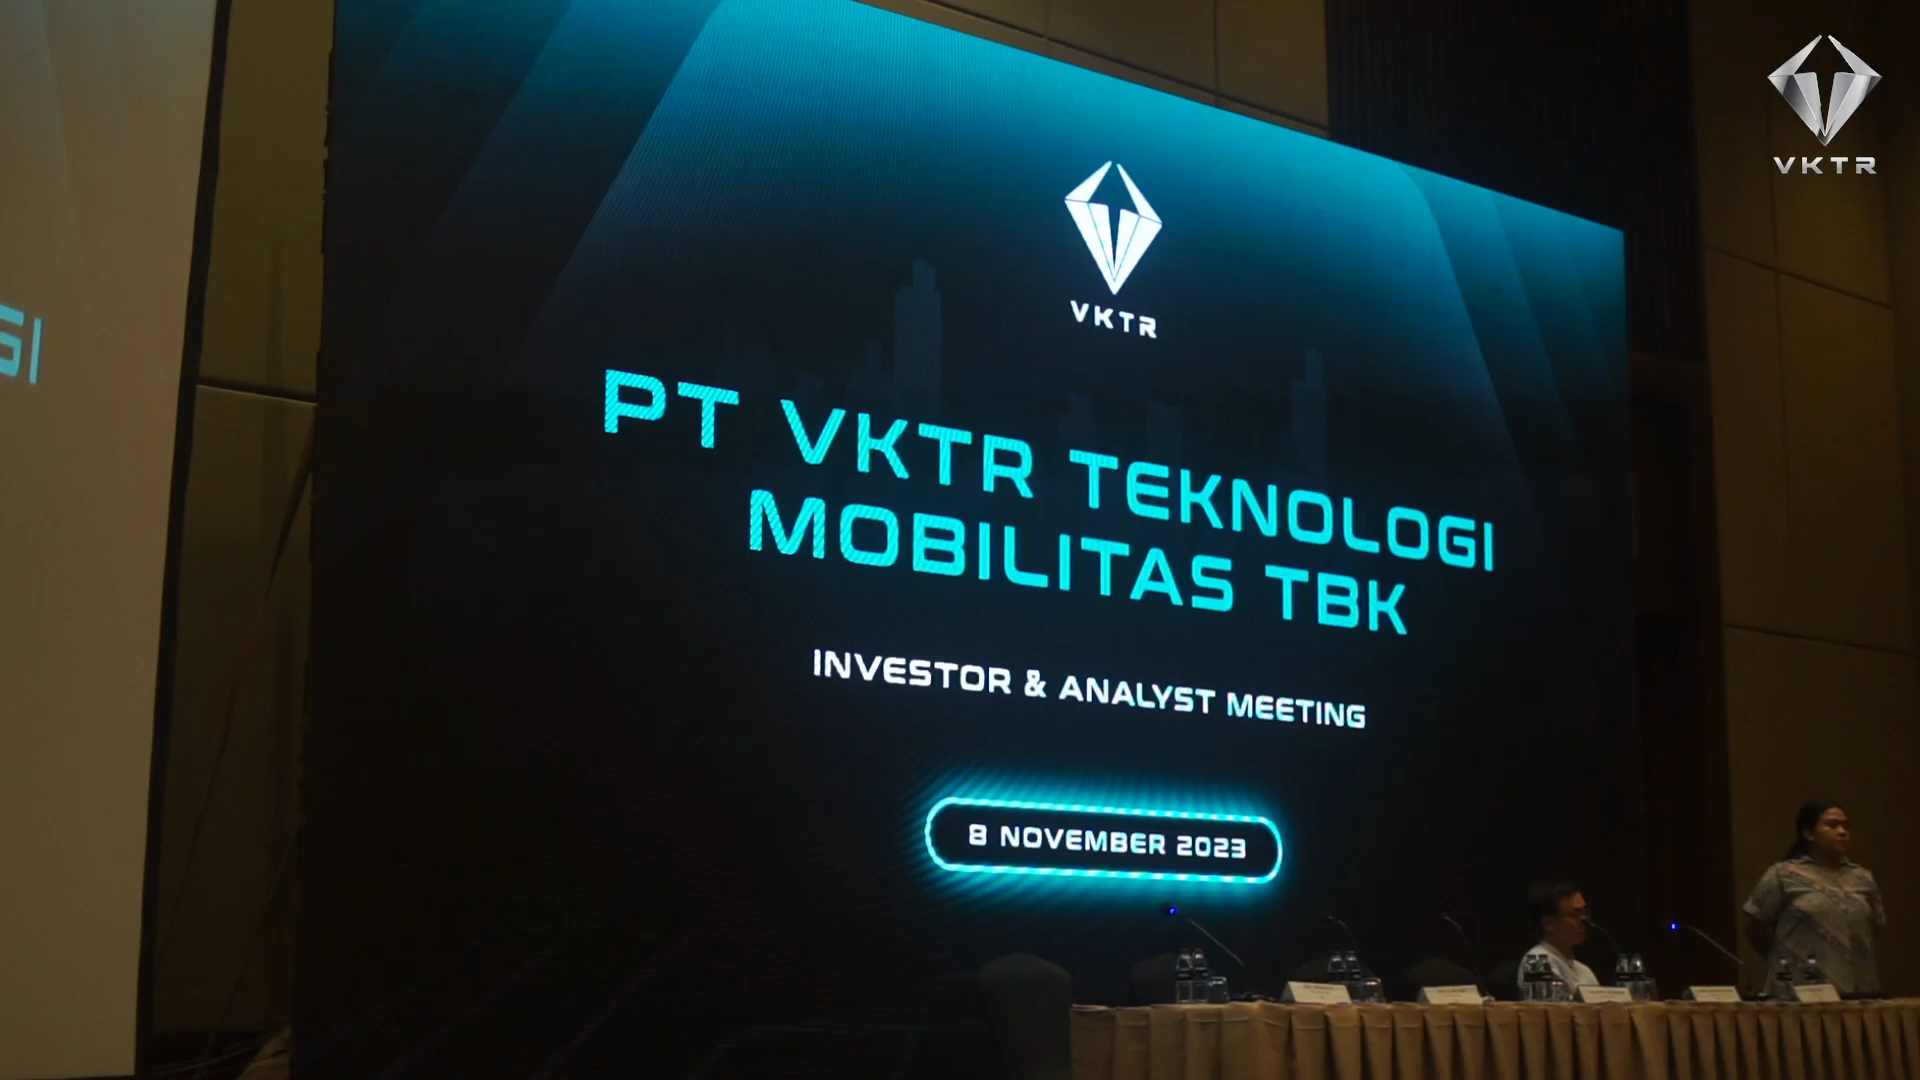 VKTR
VKTR
GI
PT VKTR TEKNOLOGI
MOBILITAS TBK
INVESTOR & ANALYST MEETING
8 NOVEMBER 2023